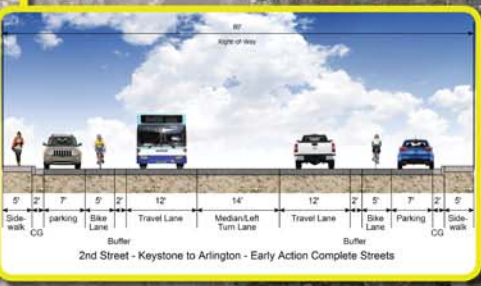 80'
Right-of-Way
5' 2' 7' 5' 2' 12' 14' 12' 2' 5' 7' 2' 5'
Side-
walk
CG
parking
Bike
Lane
Buffer
Travel Lane
Median/Left
Turn Lane
Travel Lane
Buffer
Bike
Lane
Parking
CG
Side-
walk
2nd Street - Keystone to Arlington - Early Action Complete Streets